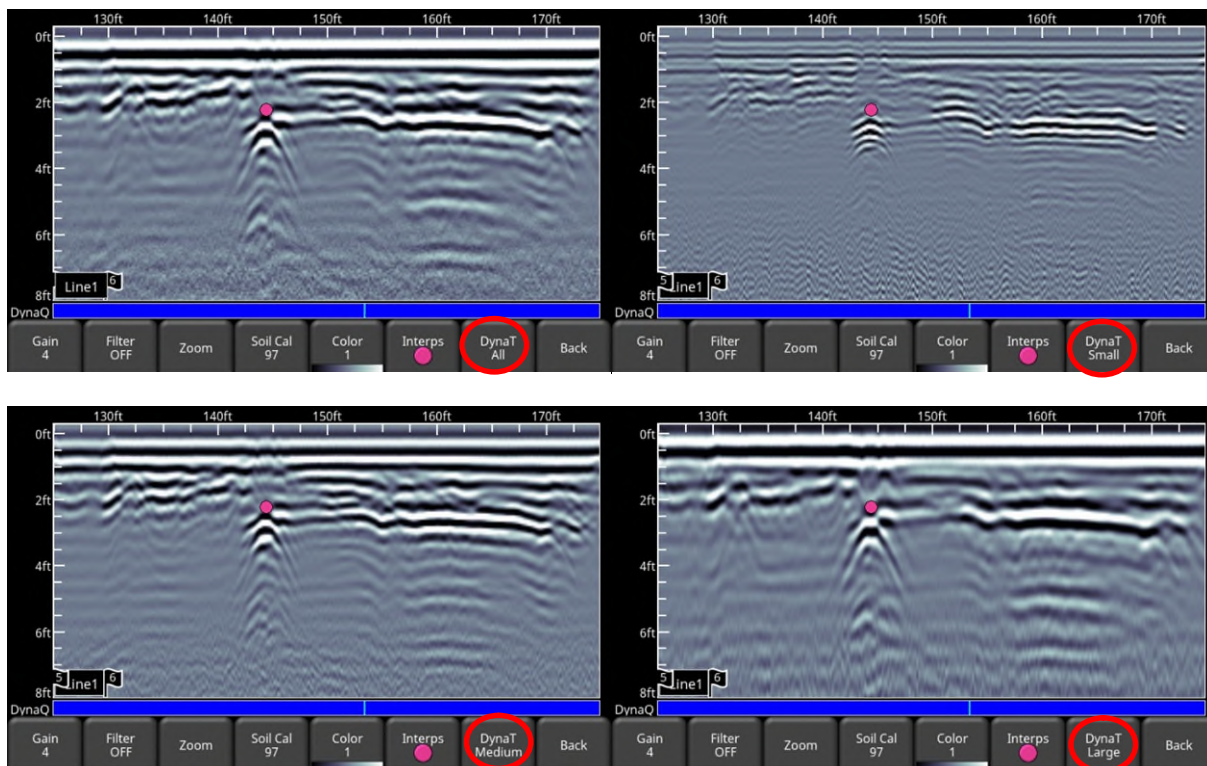 130ft 140ft 150ft 160ft 170ft
0ft
2ft
4ft
6ft
8ft
Line1 6
DynaQ
Gain 4 Filter OFF Zoom Soil Cal 97 Color 1 Interps DynaT All Back
130ft 140ft 150ft 160ft 170ft
0ft
2ft
4ft
6ft
8ft
5 Line1 6
DynaQ
Gain 4 Filter OFF Zoom Soil Cal 97 Color 1 Interps DynaT Small Back
130ft 140ft 150ft 160ft 170ft
0ft
2ft
4ft
6ft
8ft
5 Line1 6
DynaQ
Gain 4 Filter OFF Zoom Soil Cal 97 Color 1 Interps DynaT Medium Back
130ft 140ft 150ft 160ft 170ft
0ft
2ft
4ft
6ft
8ft
5 Line1 6
DynaQ
Gain 4 Filter OFF Zoom Soil Cal 97 Color 1 Interps DynaT Large Back